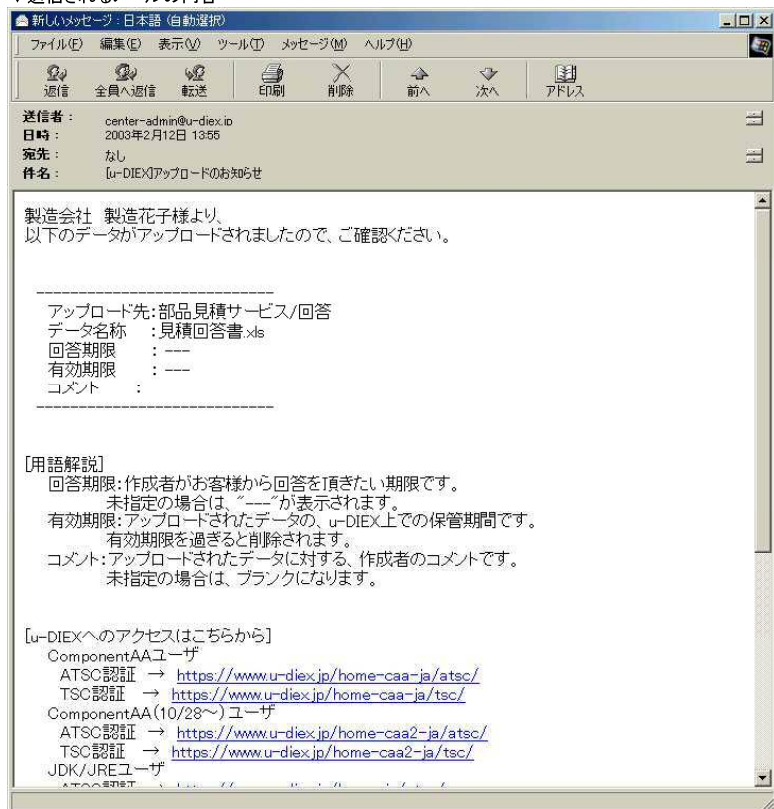 新しいメッセージ : 日本語 (自動選択)
ファイル(F) 編集(E) 表示(V) ツール(T) メッセージ(M) ヘルプ(H)
返信 全員へ返信 転送 印刷 削除 前へ 次へ アドレス
送信者 : center-admin@u-diex.jp
日時 : 2003年2月12日 13:55
宛先 : なし
件名 : [u-DIEX]アップロードのお知らせ
製造会社 製造花子様より、
以下のデータがアップロードされましたので、ご確認ください。
----------------------------
アップロード先:部品見積サービス/回答
データ名称 :見積回答書.xls
回答期限 : ---
有効期限 : ---
コメント :
----------------------------
[用語解説]
回答期限:作成者がお客様から回答を頂きたい期限です。
未指定の場合は、"---"が表示されます。
有効期限:アップロードされたデータの、u-DIEX上での保管期間です。
有効期限を過ぎると削除されます。
コメント:アップロードされたデータに対する、作成者のコメントです。
未指定の場合は、ブランクになります。
[u-DIEXへのアクセスはこちらから]
ComponentAAユーザ
ATSC認証 → https://www.u-diex.jp/home-caa-ja/atsc/
TSC認証 → https://www.u-diex.jp/home-caa-ja/tsc/
ComponentAA(10/28～)ユーザ
ATSC認証 → https://www.u-diex.jp/home-caa2-ja/atsc/
TSC認証 → https://www.u-diex.jp/home-caa2-ja/tsc/
JDK/JREユーザ